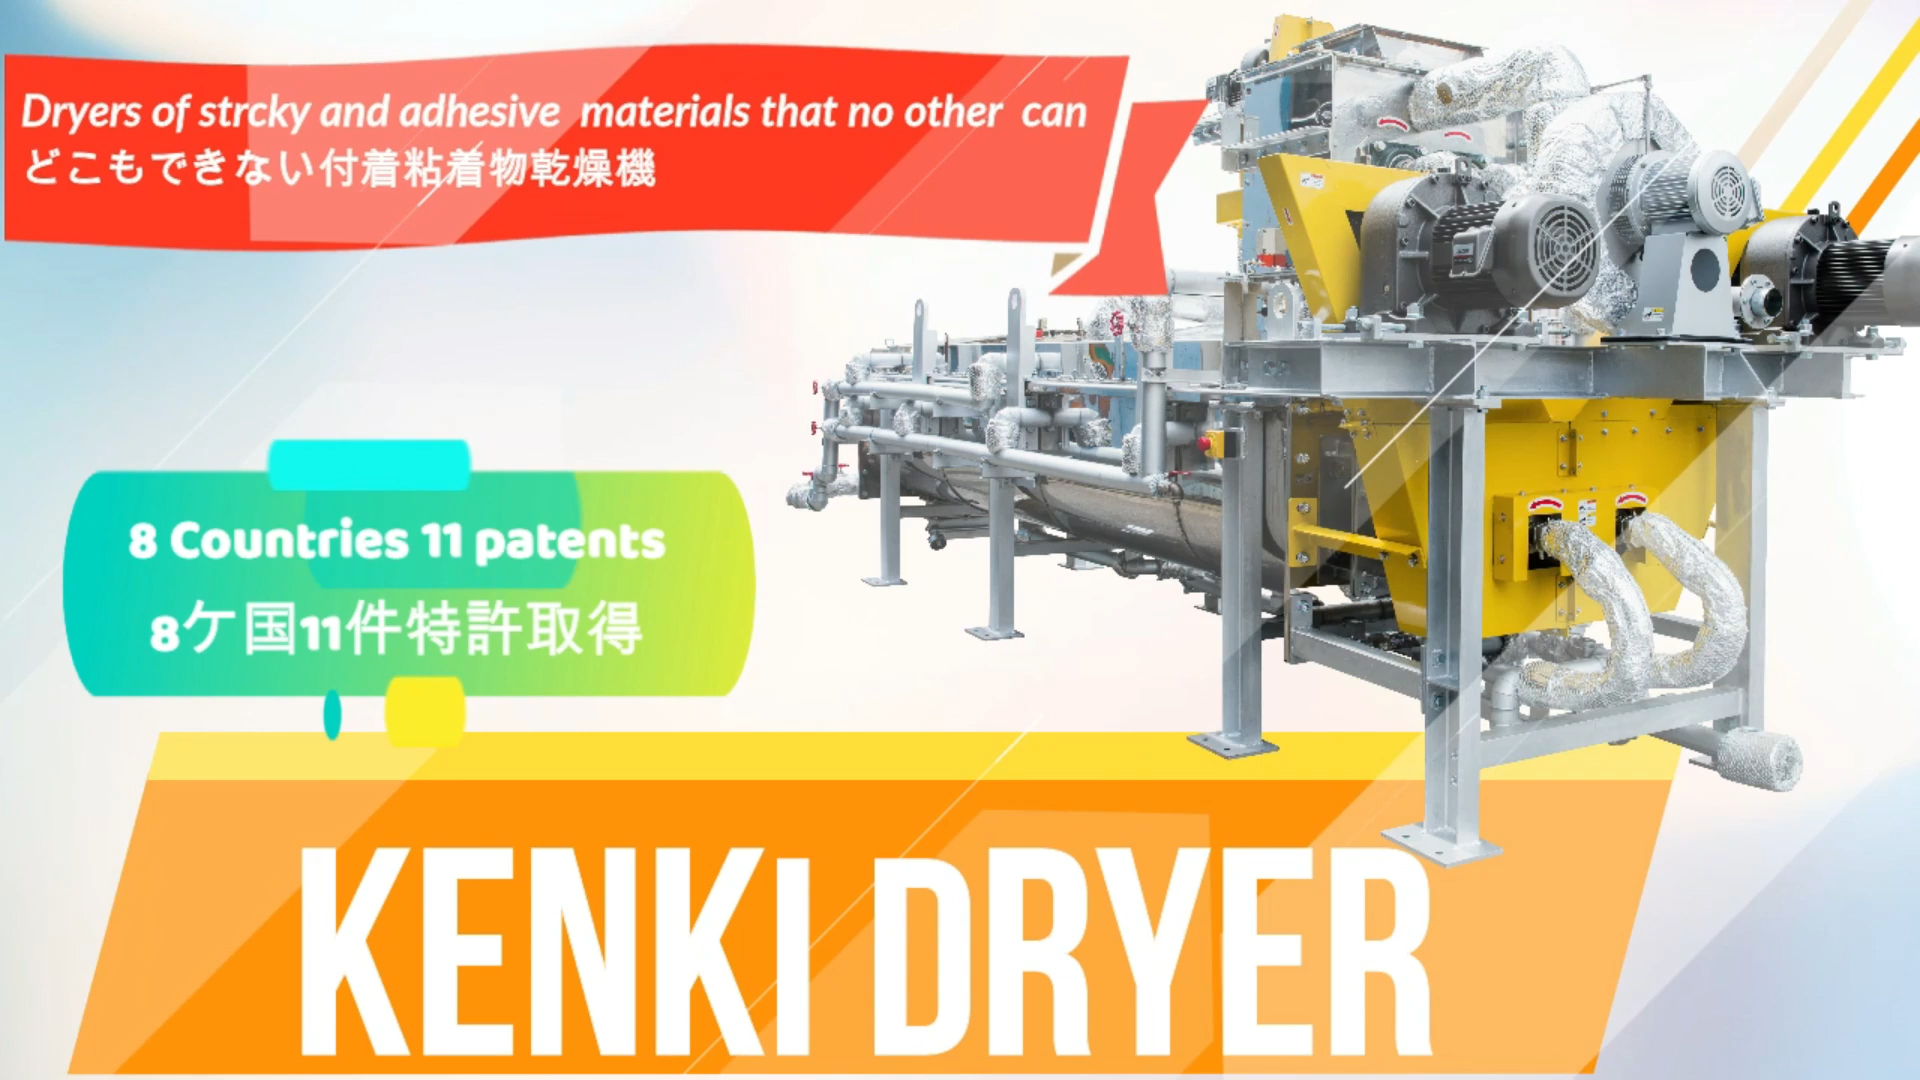 Dryers of strcky and adhesive materials that no other can
どこもできない付着粘着物乾燥機
8 Countries 11 patents
8ケ国11件特許取得
KENKI DRYER